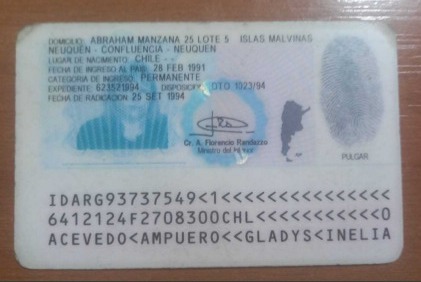 DOMICILIO: ABRAHAM MANZANA 25 LOTE 5 ISLAS MALVINAS
NEUQUEN - CONFLUENCIA - NEUQUEN
LUGAR DE NACIMIENTO: CHILE - -
FECHA DE INGRESO AL PAIS: 28 FEB 1991
CATEGORIA DE INGRESO: PERMANENTE
EXPEDIENTE: 623521994 DTO 1023/94
FECHA DE RADICACION: 25 SET 1994
Cr. A. Florencio Randazzo
Ministro del Interior
PULGAR
IDARG93737549<1<<<<<<<<<<<<<<<
6412124F2708300CHL<<<<<<<<<<<0
ACEVEDO<AMPUERO<<GLADYS<INELIA